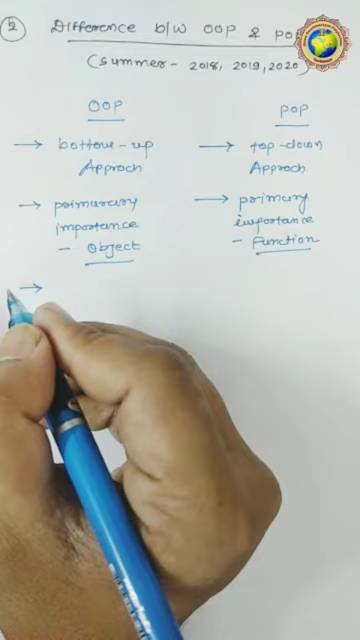 2 Difference b/w OOP & PO
(Summer - 2018, 2019, 2020)
OOP
→ bottom-up
Approch
→ primarary
importance
- Object
→
POP
→ top-down
Approch
→ primary
importance
- Function